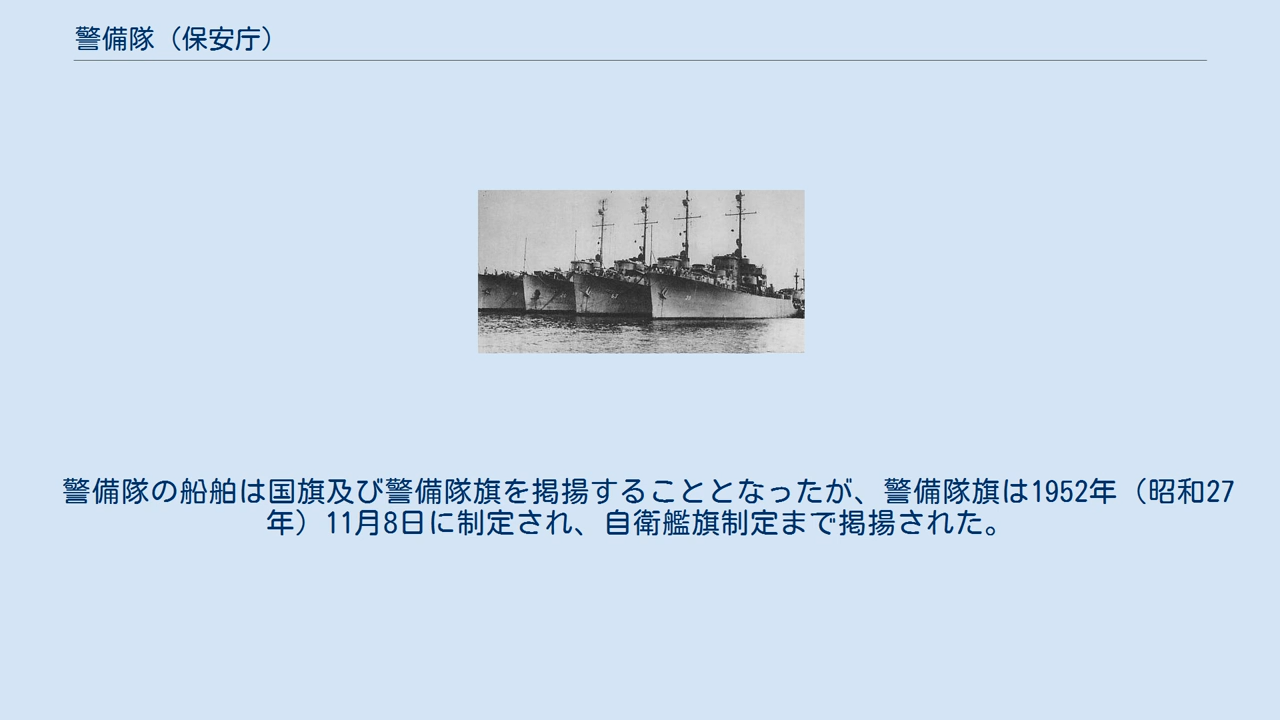 警備隊（保安庁）
警備隊の船舶は国旗及び警備隊旗を掲揚することとなったが、警備隊旗は1952年（昭和27
年）11月8日に制定され、自衛艦旗制定まで掲揚された。